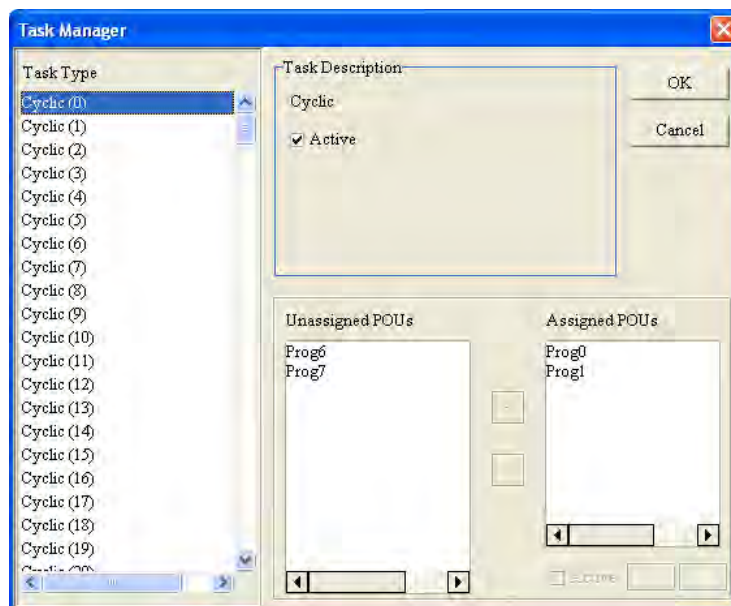 Task Manager
Task Type
Cyclic (0)
Cyclic (1)
Cyclic (2)
Cyclic (3)
Cyclic (4)
Cyclic (5)
Cyclic (6)
Cyclic (7)
Cyclic (8)
Cyclic (9)
Cyclic (10)
Cyclic (11)
Cyclic (12)
Cyclic (13)
Cyclic (14)
Cyclic (15)
Cyclic (16)
Cyclic (17)
Cyclic (18)
Cyclic (19)
Cyclic (20)
Task Description
Cyclic
Active
OK
Cancel
Unassigned POUs
Prog6
Prog7
Assigned POUs
Prog0
Prog1
Active